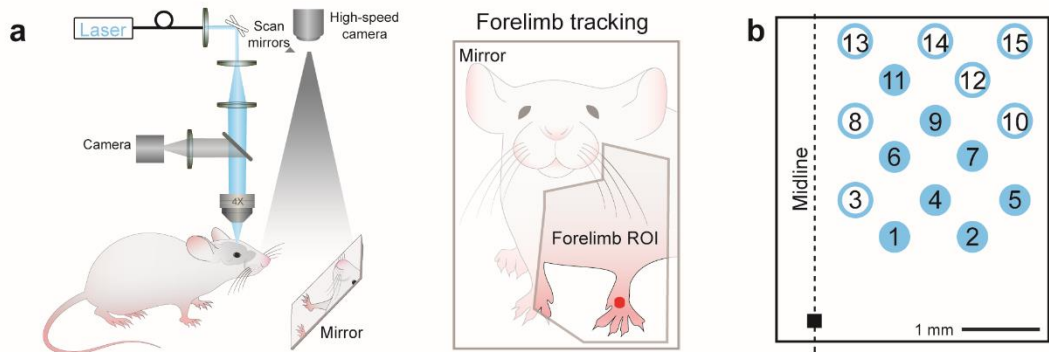 a
Laser
Scan
mirrors
High-speed
camera
Camera
4X
Mirror
Forelimb tracking
Mirror
Forelimb ROI
b
Midline
13 14 15
11 12
8 9 10
6 7
3 4 5
1 2
1 mm